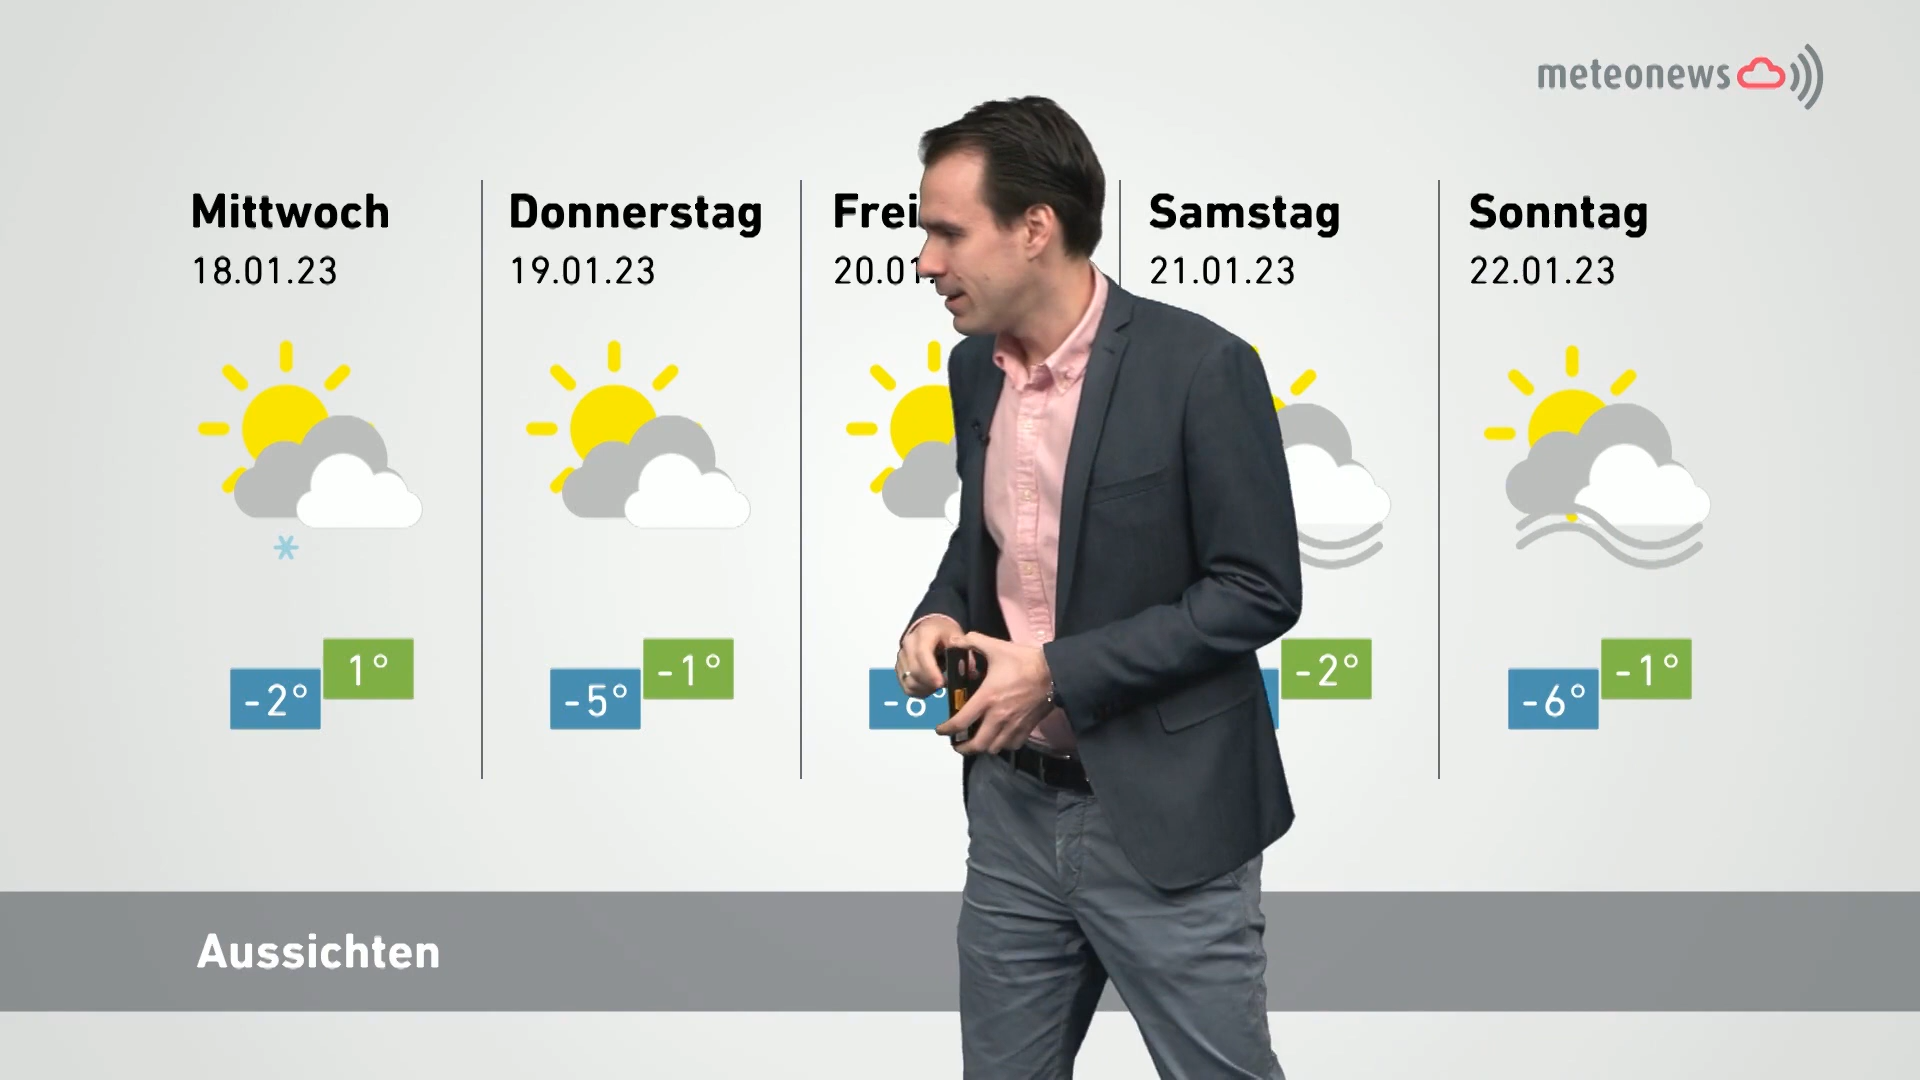 meteonews
Mittwoch
18.01.23
Donnerstag
19.01.23
Frei
20.01.
Samstag
21.01.23
Sonntag
22.01.23
-2° 1°
-5° -1°
-6°
-2°
-6° -1°
Aussichten